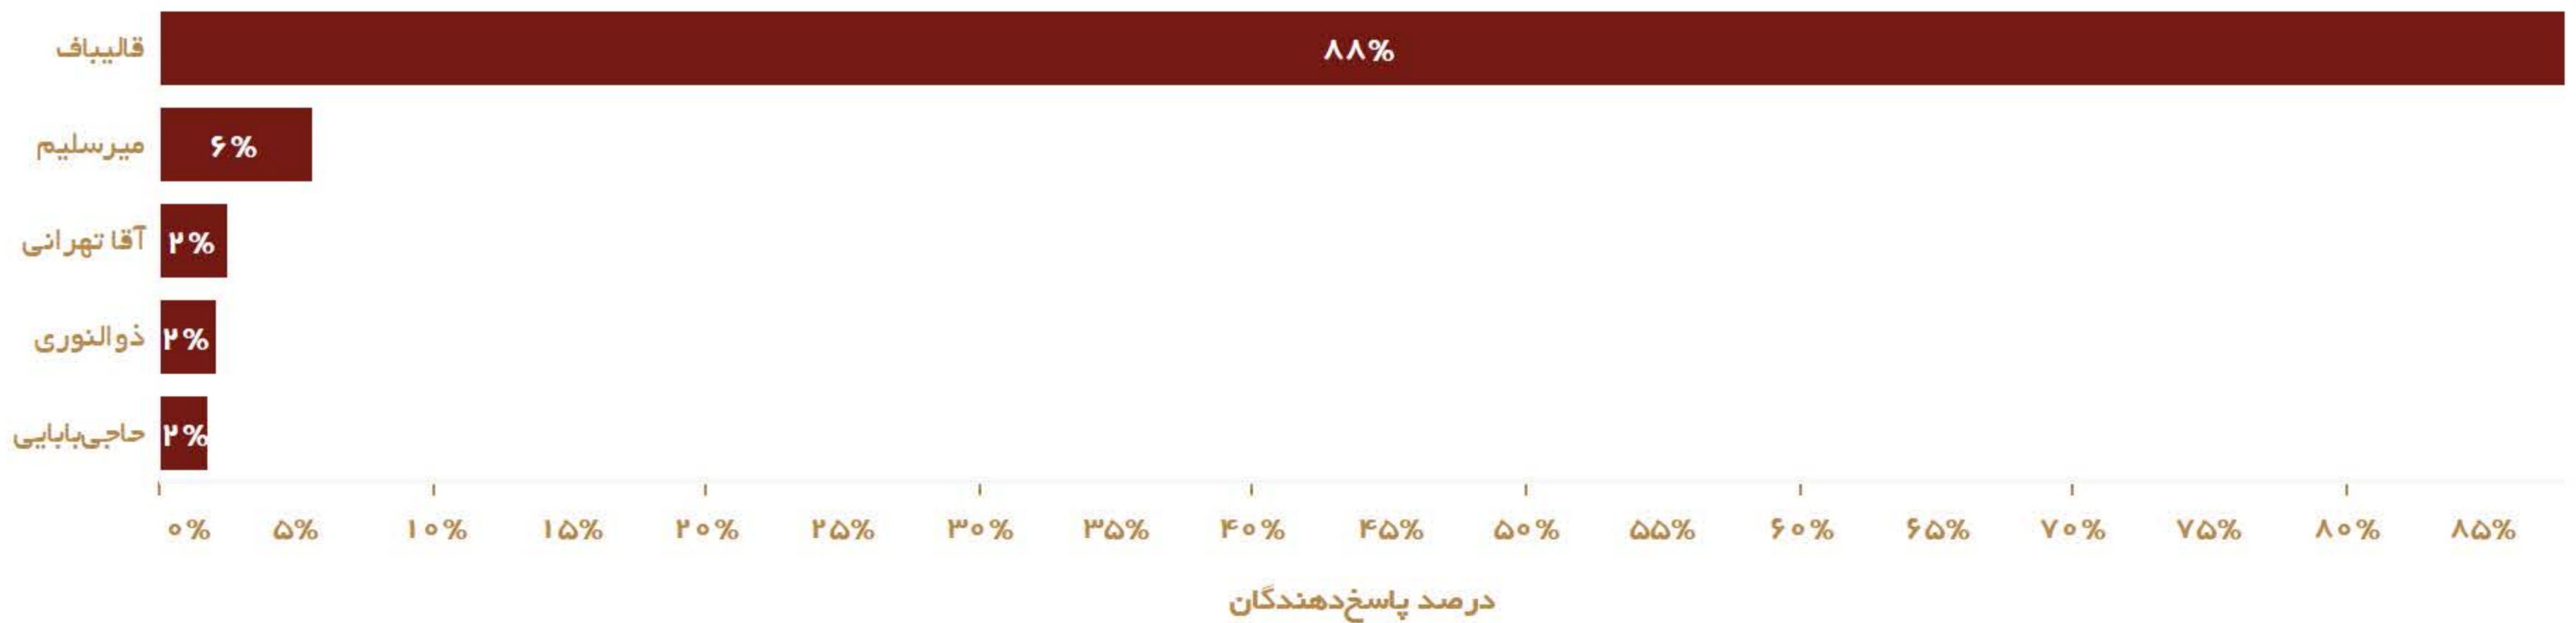 قالیباف ۸۸%
میرسلیم ۶%
آقا تهرانی ۲%
ذوالنوری ۲%
حاجی‌بابایی ۲%
۰% ۵% ۱۰% ۱۵% ۲۰% ۲۵% ۳۰% ۳۵% ۴۰% ۴۵% ۵۰% ۵۵% ۶۰% ۶۵% ۷۰% ۷۵% ۸۰% ۸۵%
درصد پاسخ‌دهندگان